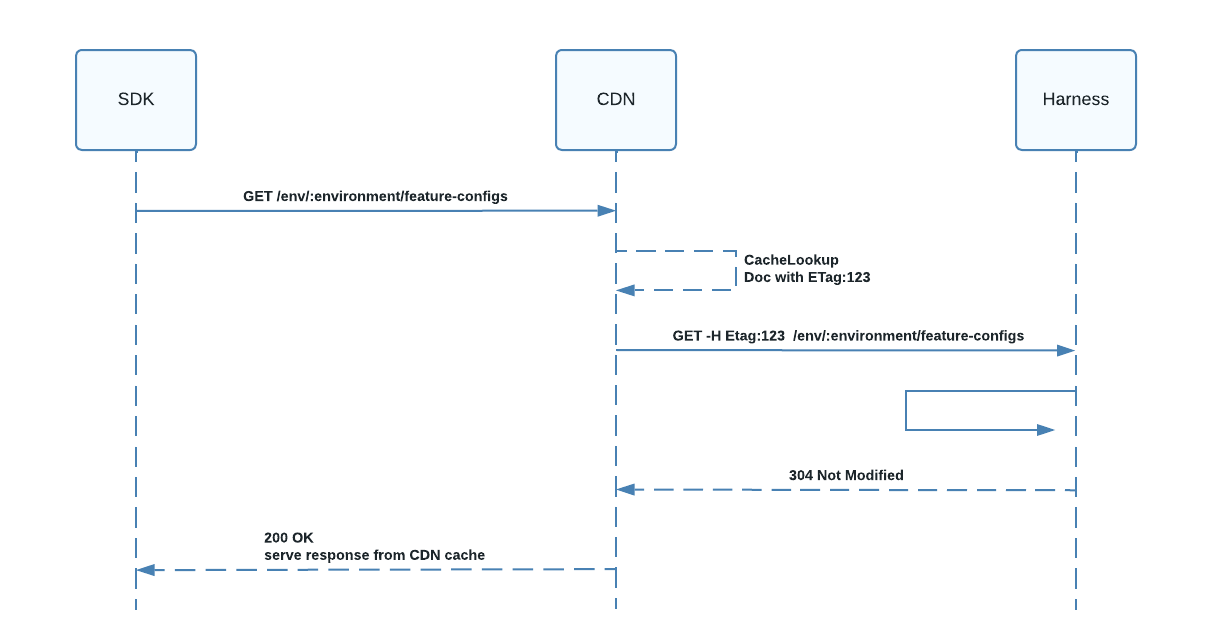 SDK
CDN
Harness
GET /env/:environment/feature-configs
CacheLookup
Doc with ETag:123
GET -H Etag:123  /env/:environment/feature-configs
304 Not Modified
200 OK
serve response from CDN cache